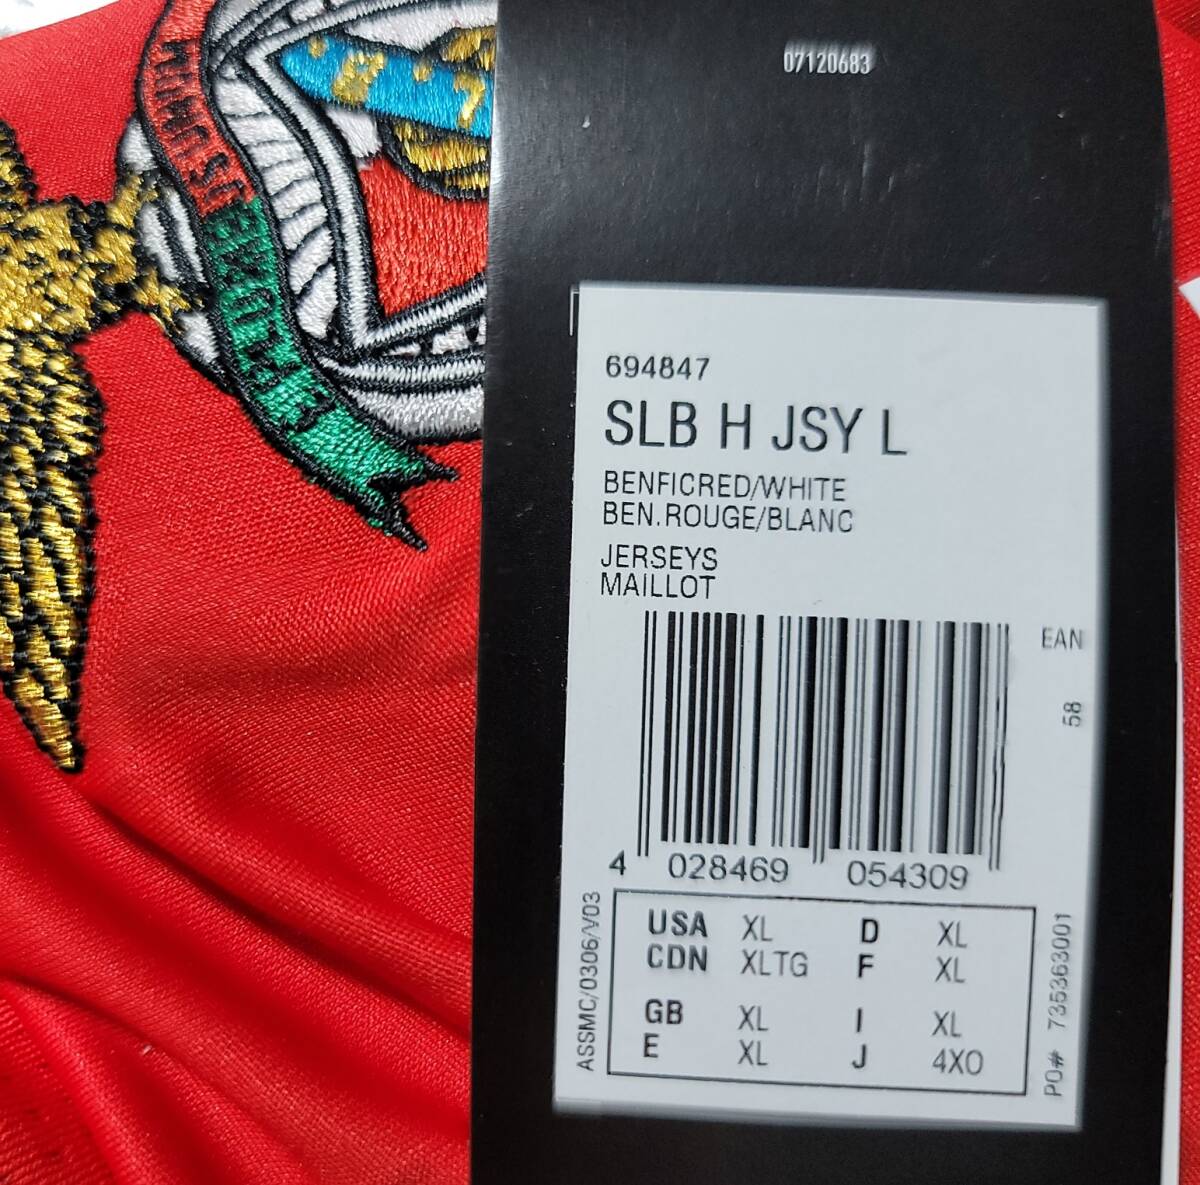 07120683
694847
SLB H JSY L
BENFICRED/WHITE
BEN.ROUGE/BLANC
JERSEYS
MAILLOT
EAN
58
4 028469 054309
USA XL D XL
CDN XLTG F XL
GB XL I XL
E XL J 4XO
ASSMC/0306/V03
PO# 735363001